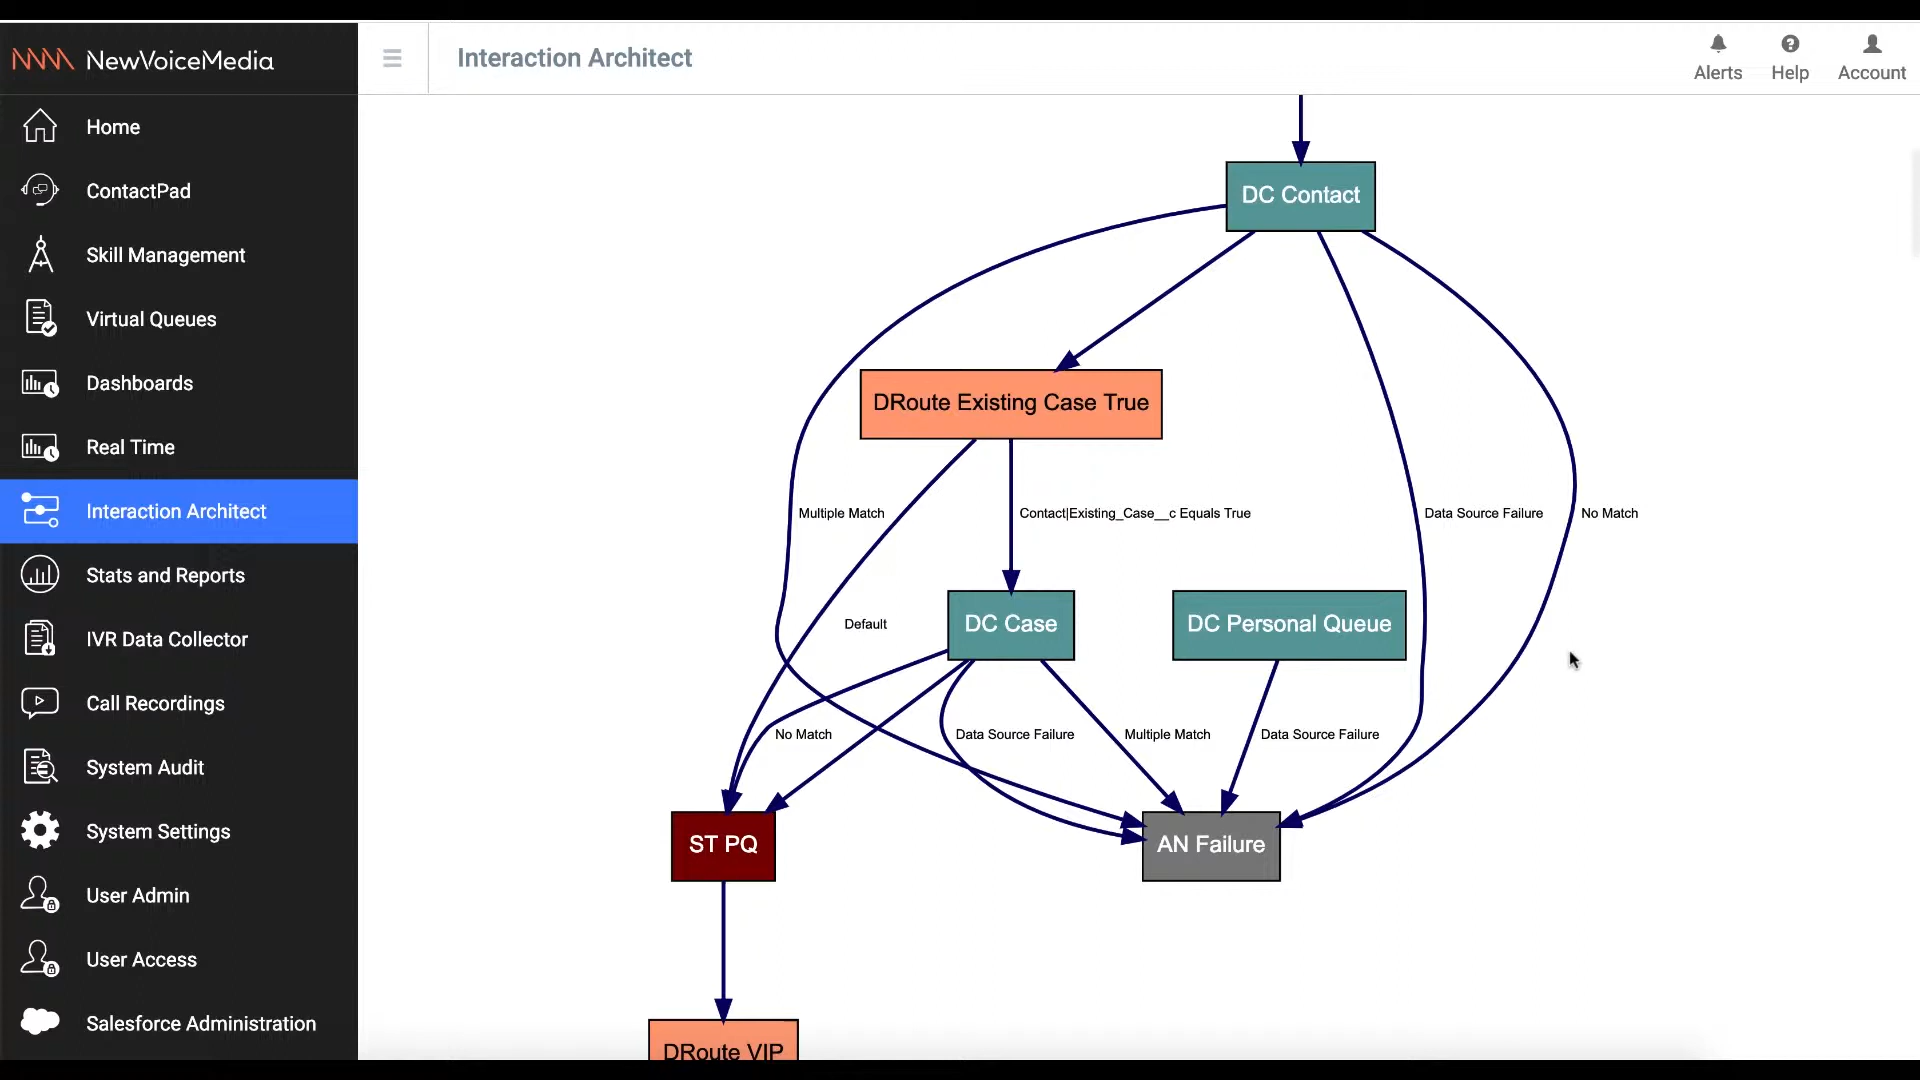 NewVoiceMedia
Interaction Architect
Alerts
Help
Account
Home
ContactPad
Skill Management
Virtual Queues
Dashboards
Real Time
Interaction Architect
Stats and Reports
IVR Data Collector
Call Recordings
System Audit
System Settings
User Admin
User Access
Salesforce Administration
DC Contact
DRoute Existing Case True
Multiple Match
Contact|Existing_Case__c Equals True
Data Source Failure
No Match
Default
DC Case
DC Personal Queue
No Match
Data Source Failure
Multiple Match
Data Source Failure
ST PQ
AN Failure
DRoute VIP